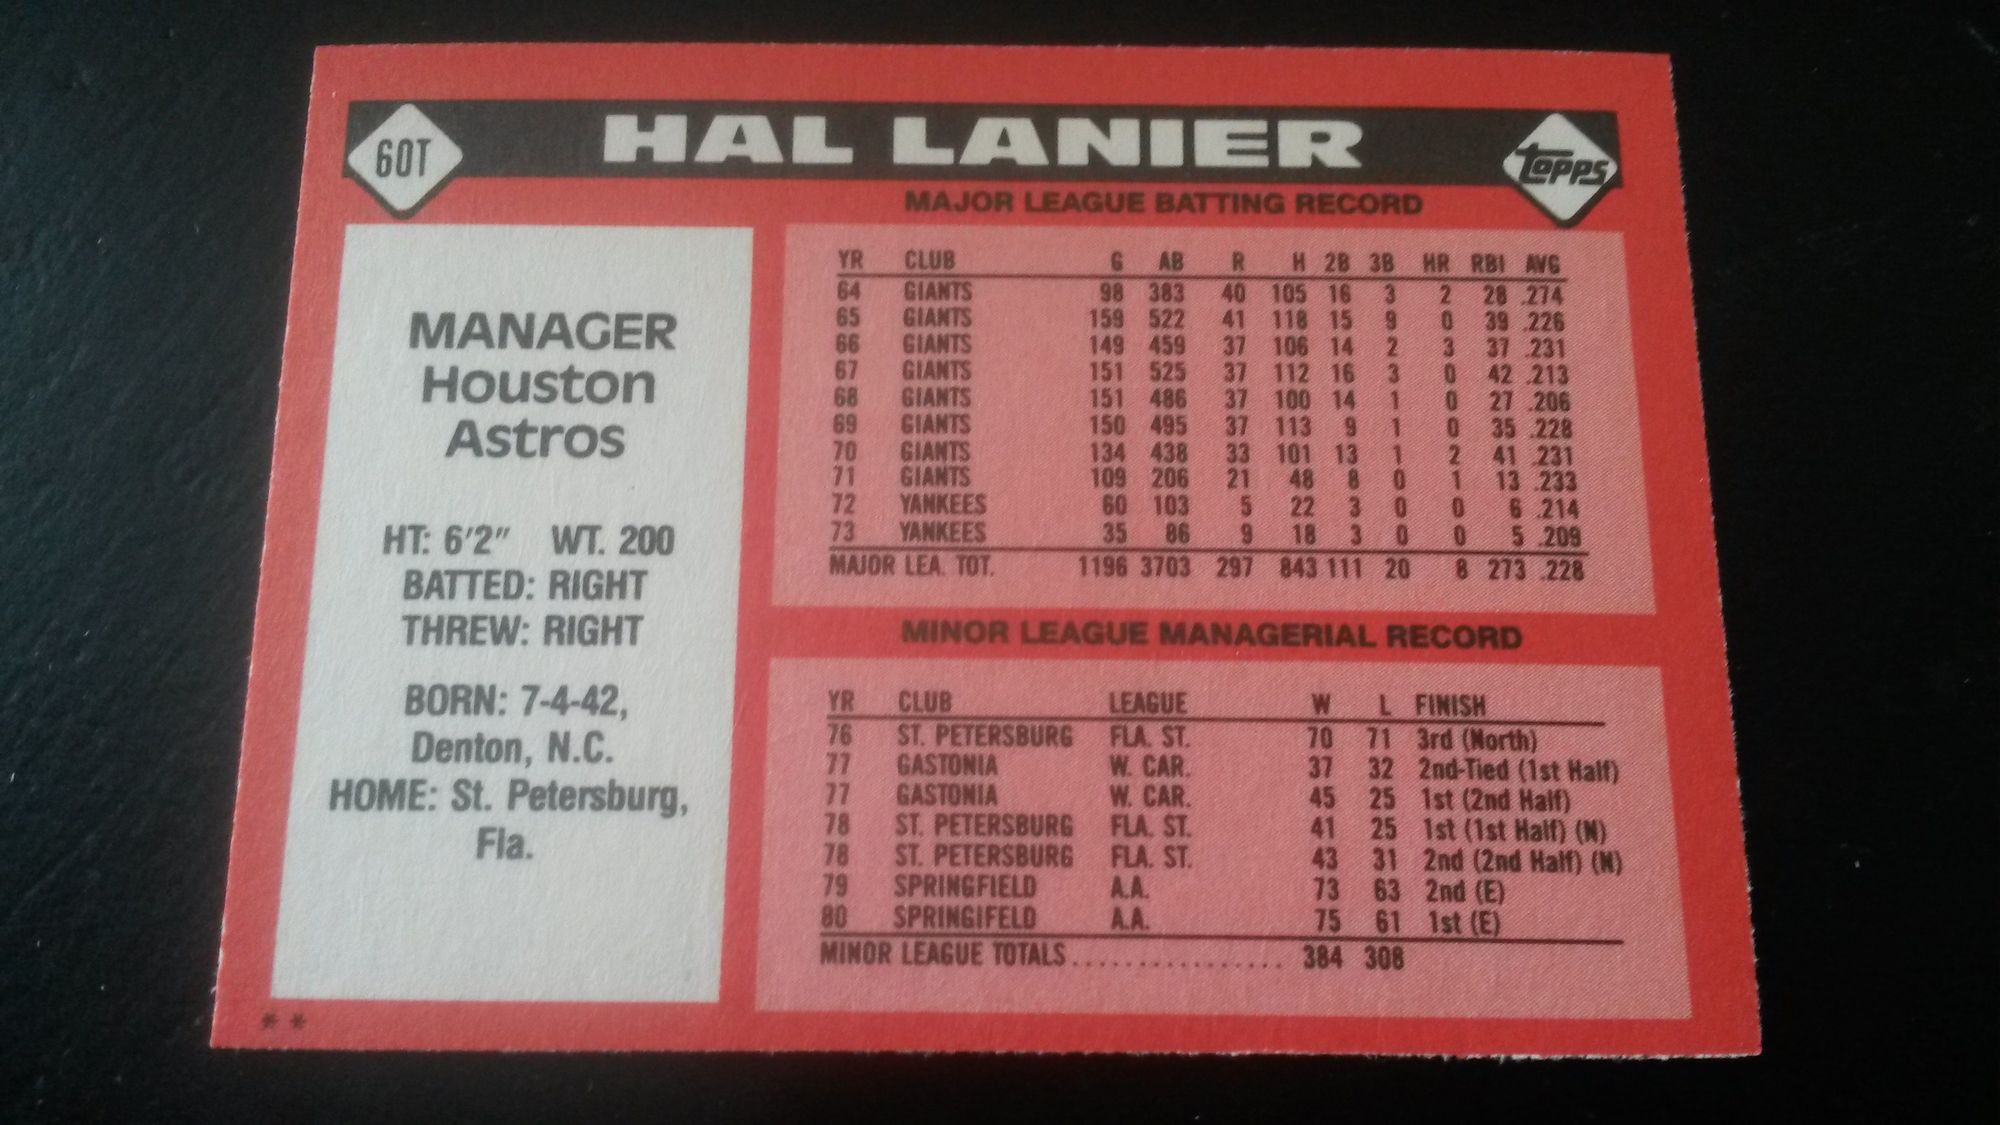 60T HAL LANIER Topps
MANAGER
Houston
Astros
HT: 6'2" WT. 200
BATTED: RIGHT
THREW: RIGHT
BORN: 7-4-42,
Denton, N.C.
HOME: St. Petersburg,
Fla.
**
MAJOR LEAGUE BATTING RECORD
YR CLUB G AB R H 2B 3B HR RBI AVG
64 GIANTS 98 383 40 105 16 3 2 28 .274
65 GIANTS 159 522 41 118 15 9 0 39 .226
66 GIANTS 149 459 37 106 14 2 3 37 .231
67 GIANTS 151 525 37 112 16 3 0 42 .213
68 GIANTS 151 486 37 100 14 1 0 27 .206
69 GIANTS 150 495 37 113 9 1 0 35 .228
70 GIANTS 134 438 33 101 13 1 2 41 .231
71 GIANTS 109 206 21 48 8 0 1 13 .233
72 YANKEES 60 103 5 22 3 0 0 6 .214
73 YANKEES 35 86 9 18 3 0 0 5 .209
MAJOR LEA. TOT. 1196 3703 297 843 111 20 8 273 .228
MINOR LEAGUE MANAGERIAL RECORD
YR CLUB LEAGUE W L FINISH
76 ST. PETERSBURG FLA. ST. 70 71 3rd (North)
77 GASTONIA W. CAR. 37 32 2nd-Tied (1st Half)
77 GASTONIA W. CAR. 45 25 1st (2nd Half)
78 ST. PETERSBURG FLA. ST. 41 25 1st (1st Half) (N)
78 ST. PETERSBURG FLA. ST. 43 31 2nd (2nd Half) (N)
79 SPRINGFIELD A.A. 73 63 2nd (E)
80 SPRINGIFELD A.A. 75 61 1st (E)
MINOR LEAGUE TOTALS ................ 384 308